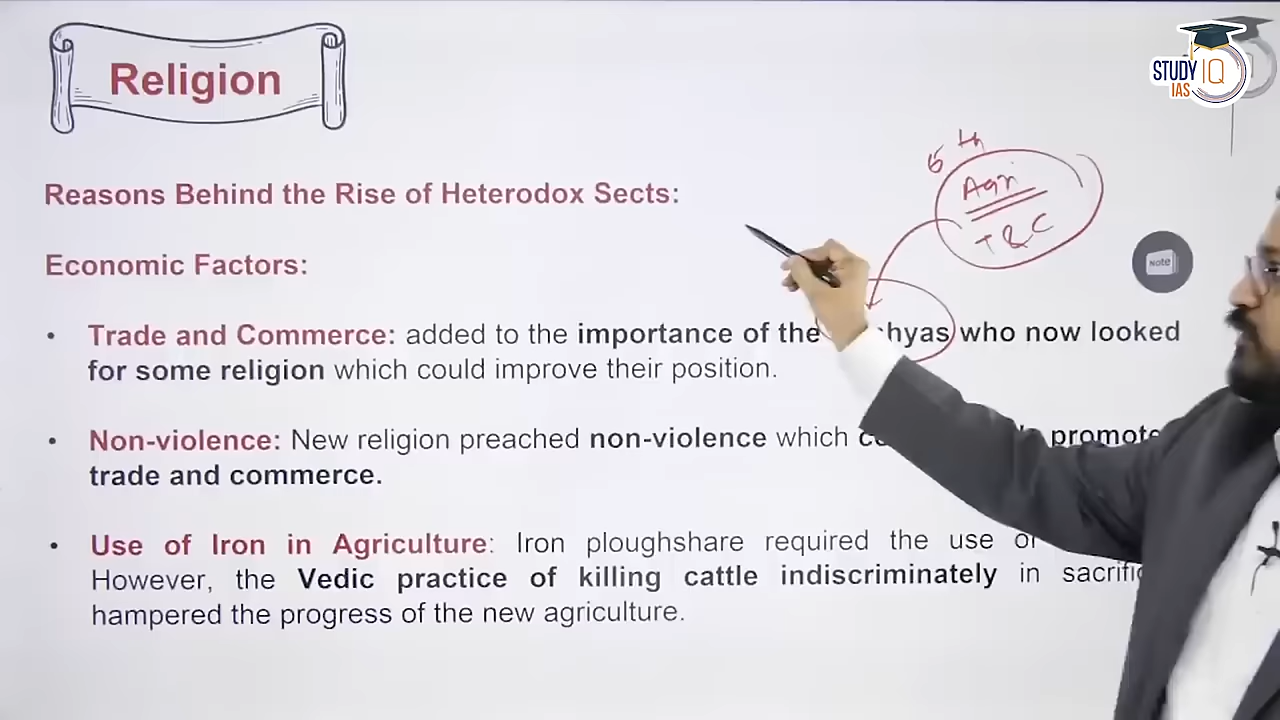 Religion
STUDY IQ
IAS
Reasons Behind the Rise of Heterodox Sects:
6th
Agri
T & C
Note
Economic Factors:
• Trade and Commerce: added to the importance of the hyas who now looked
for some religion which could improve their position.
• Non-violence: New religion preached non-violence which promote
trade and commerce.
• Use of Iron in Agriculture: Iron ploughshare required the use of
However, the Vedic practice of killing cattle indiscriminately in
hampered the progress of the new agriculture.